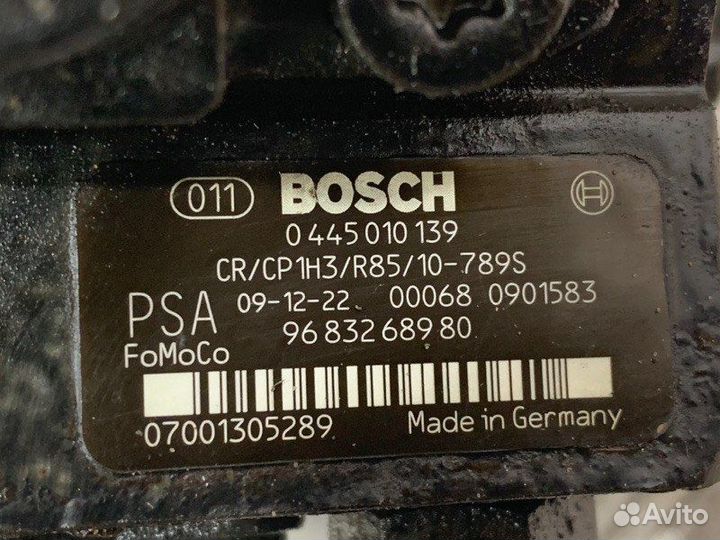 011 BOSCH
0 445 010 139
CR/CP1H3/R85/10-789S
PSA 09-12-22 00068 0901583
96 832 689 80
FoMoCo
07001305289 Made in Germany
Avito